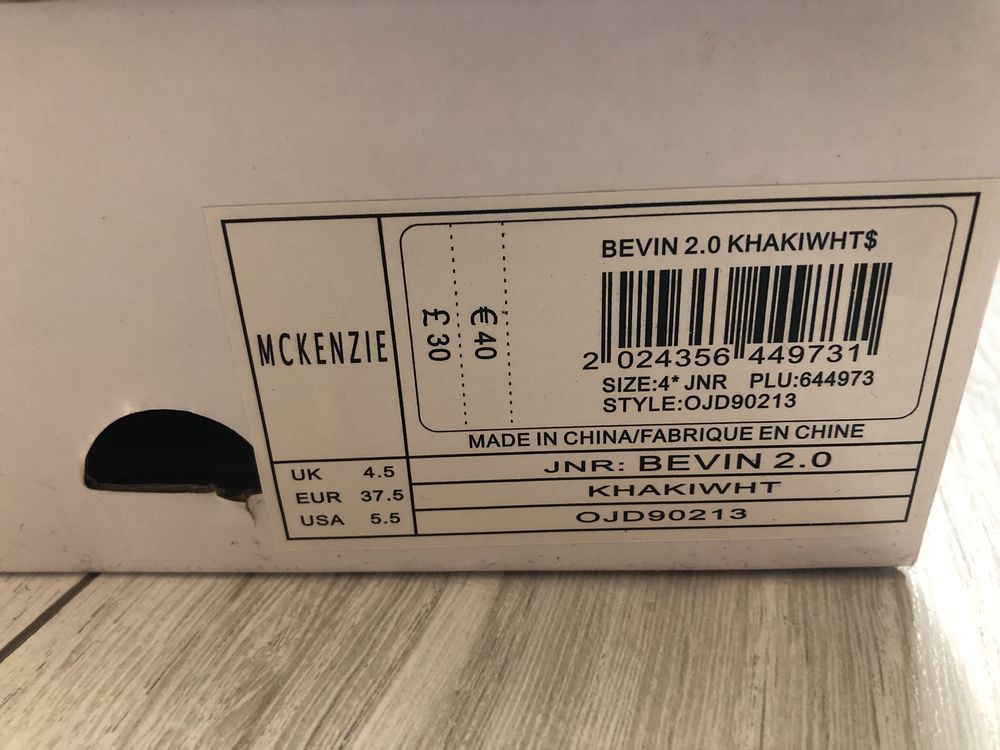 MCKENZIE
UK 4.5
EUR 37.5
USA 5.5
£30
€40
BEVIN 2.0 KHAKIWHT$
2 024356 449731
SIZE:4* JNR PLU:644973
STYLE:OJD90213
MADE IN CHINA/FABRIQUE EN CHINE
JNR: BEVIN 2.0
KHAKIWHT
OJD90213